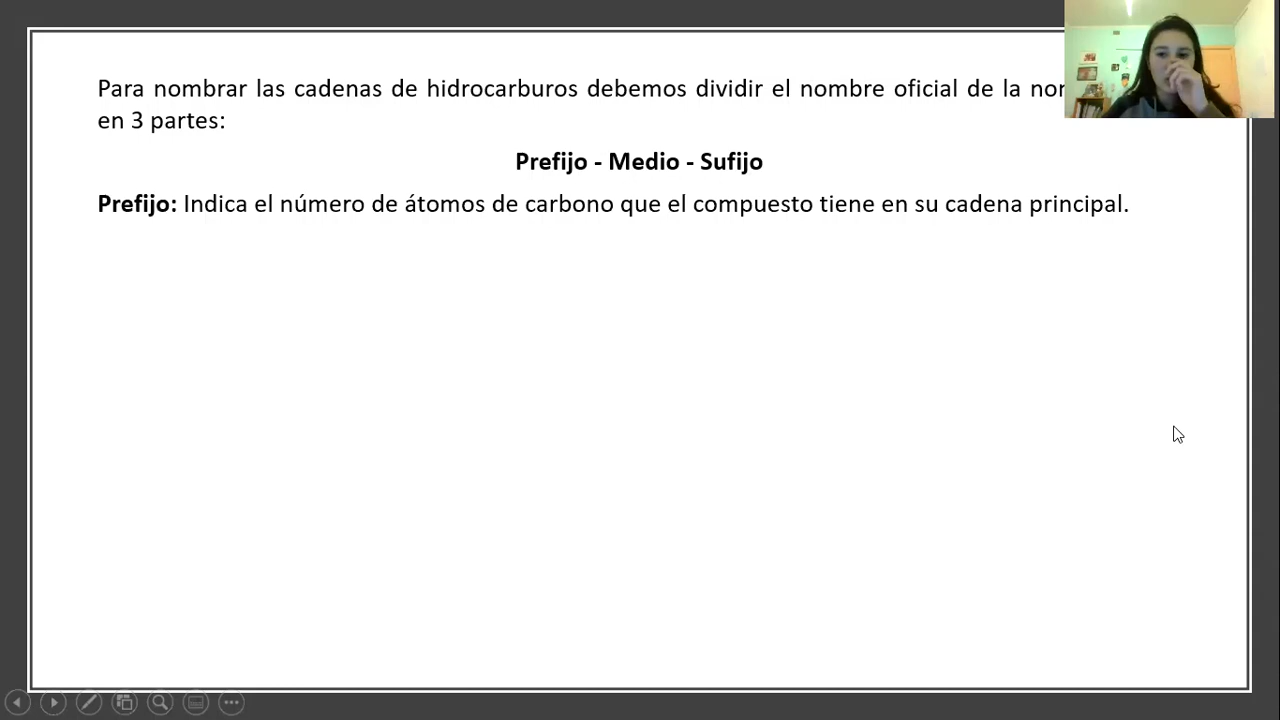 Para nombrar las cadenas de hidrocarburos debemos dividir el nombre oficial de la
en 3 partes:
Prefijo - Medio - Sufijo
Prefijo: Indica el número de átomos de carbono que el compuesto tiene en su cadena principal.